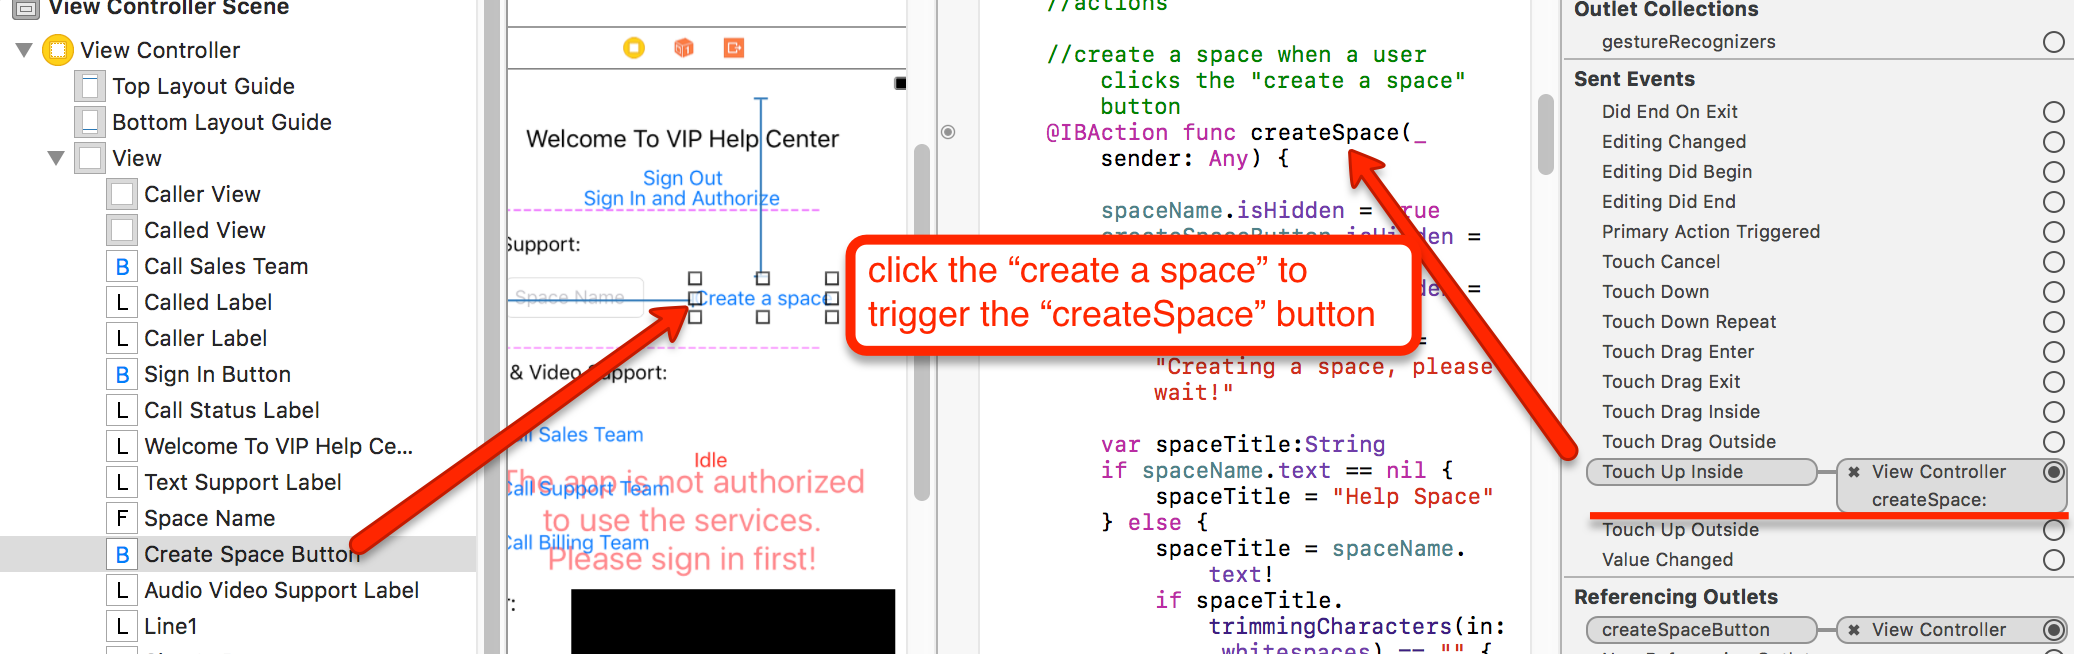 View Controller Scene
View Controller
Top Layout Guide
Bottom Layout Guide
View
Caller View
Called View
B Call Sales Team
L Called Label
L Caller Label
B Sign In Button
L Call Status Label
L Welcome To VIP Help Ce...
L Text Support Label
F Space Name
B Create Space Button
L Audio Video Support Label
L Line1
Welcome To VIP Help Center
Sign Out
Sign In and Authorize
Support:
Space Name
Create a space
& Video Support:
Call Sales Team
Idle
The app is not authorized
Call Support Team
to use the services.
Call Billing Team
Please sign in first!
//actions
//create a space when a user
clicks the "create a space"
button
@IBAction func createSpace(_
sender: Any) {
spaceName.isHidden = true
createSpaceButton.isHidden =
click the “create a space” to
trigger the “createSpace” button
=
"Creating a space, please
wait!"
var spaceTitle:String
if spaceName.text == nil {
spaceTitle = "Help Space"
} else {
spaceTitle = spaceName.
text!
if spaceTitle.
trimmingCharacters(in:
.whitespaces) == "" {
Outlet Collections
gestureRecognizers
Sent Events
Did End On Exit
Editing Changed
Editing Did Begin
Editing Did End
Primary Action Triggered
Touch Cancel
Touch Down
Touch Down Repeat
Touch Drag Enter
Touch Drag Exit
Touch Drag Inside
Touch Drag Outside
Touch Up Inside ✖ View Controller
createSpace:
Touch Up Outside
Value Changed
Referencing Outlets
createSpaceButton ✖ View Controller